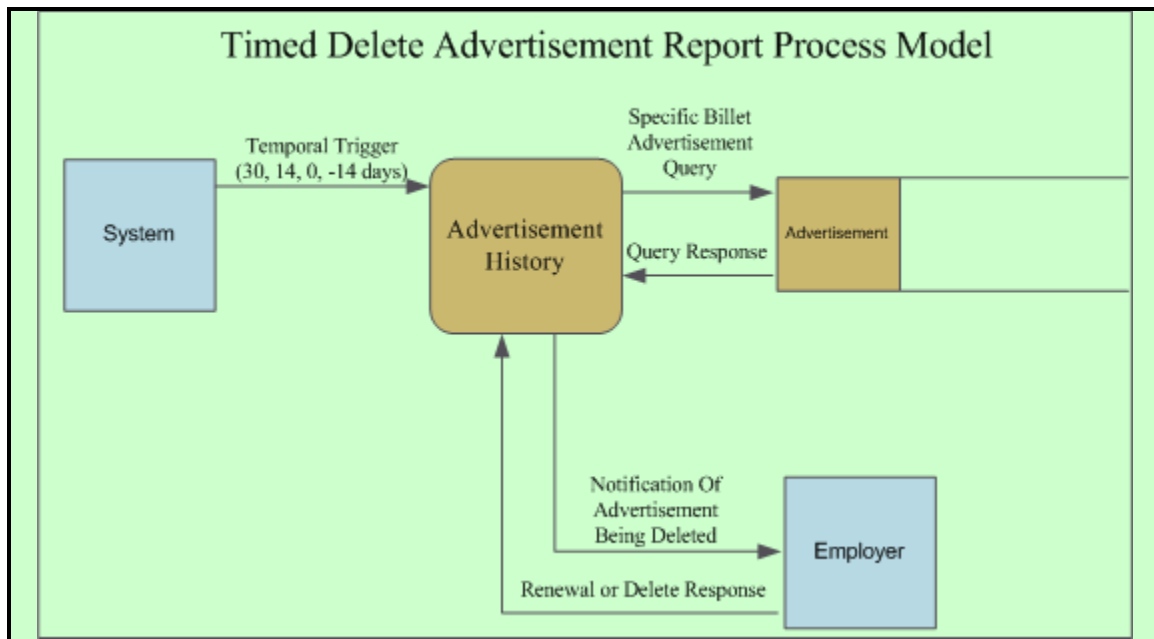 Timed Delete Advertisement Report Process Model
Temporal Trigger
(30, 14, 0, -14 days)
System
Advertisement
History
Specific Billet
Advertisement
Query
Query Response
Advertisement
Notification Of
Advertisement
Being Deleted
Renewal or Delete Response
Employer